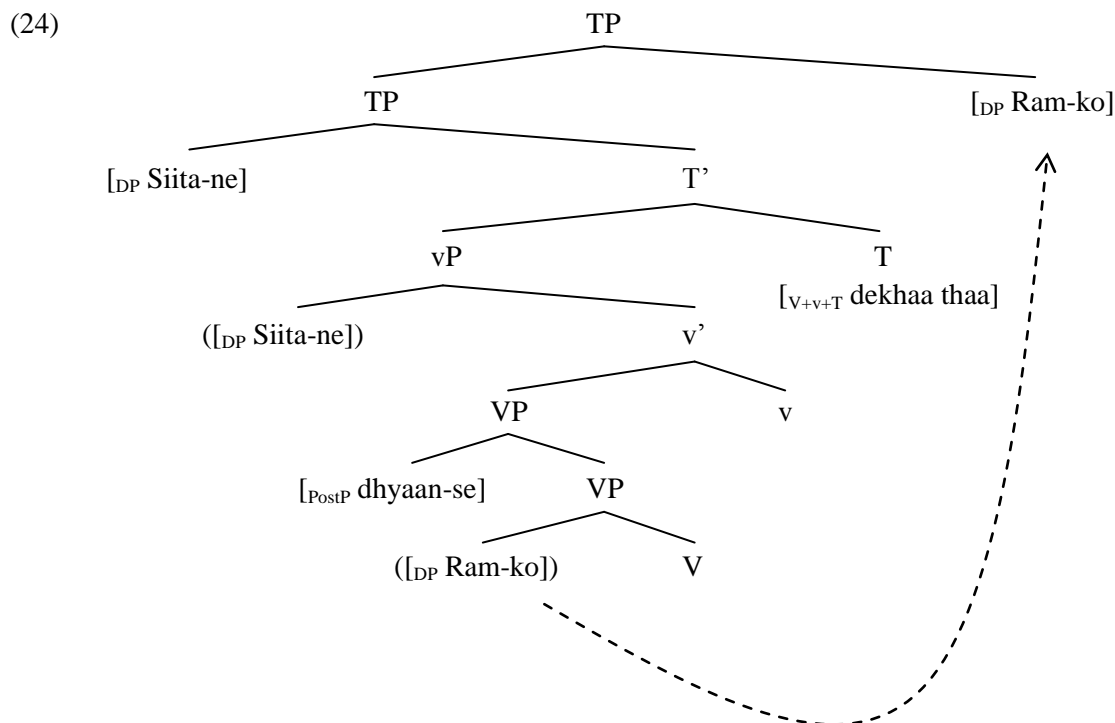 (24) TP
TP [DP Ram-ko]
[DP Siita-ne] T’
vP T
[V+v+T dekhaa thaa]
([DP Siita-ne]) v’
VP v
[PostP dhyaan-se] VP
([DP Ram-ko]) V